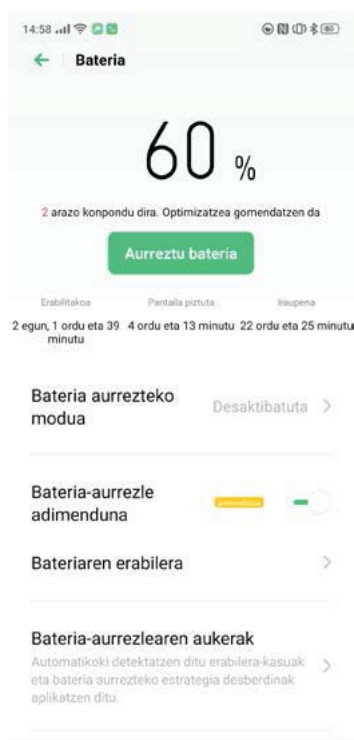 14:58
60
Bateria
60 %
2 arazo konpondu dira. Optimizatzea gomendatzen da
Aurreztu bateria
Erabilitakoa Pantaila piztuta Iraupena
2 egun, 1 ordu eta 39 4 ordu eta 13 minutu 22 ordu eta 25 minutu
minutu
Bateria aurrezteko
modua
Desaktibatuta
Bateria-aurrezle
adimenduna
Bateriaren erabilera
Bateria-aurrezlearen aukerak
Automatikoki detektatzen ditu erabilera-kasuak
eta bateria aurrezteko estrategia desberdinak
aplikatzen ditu.